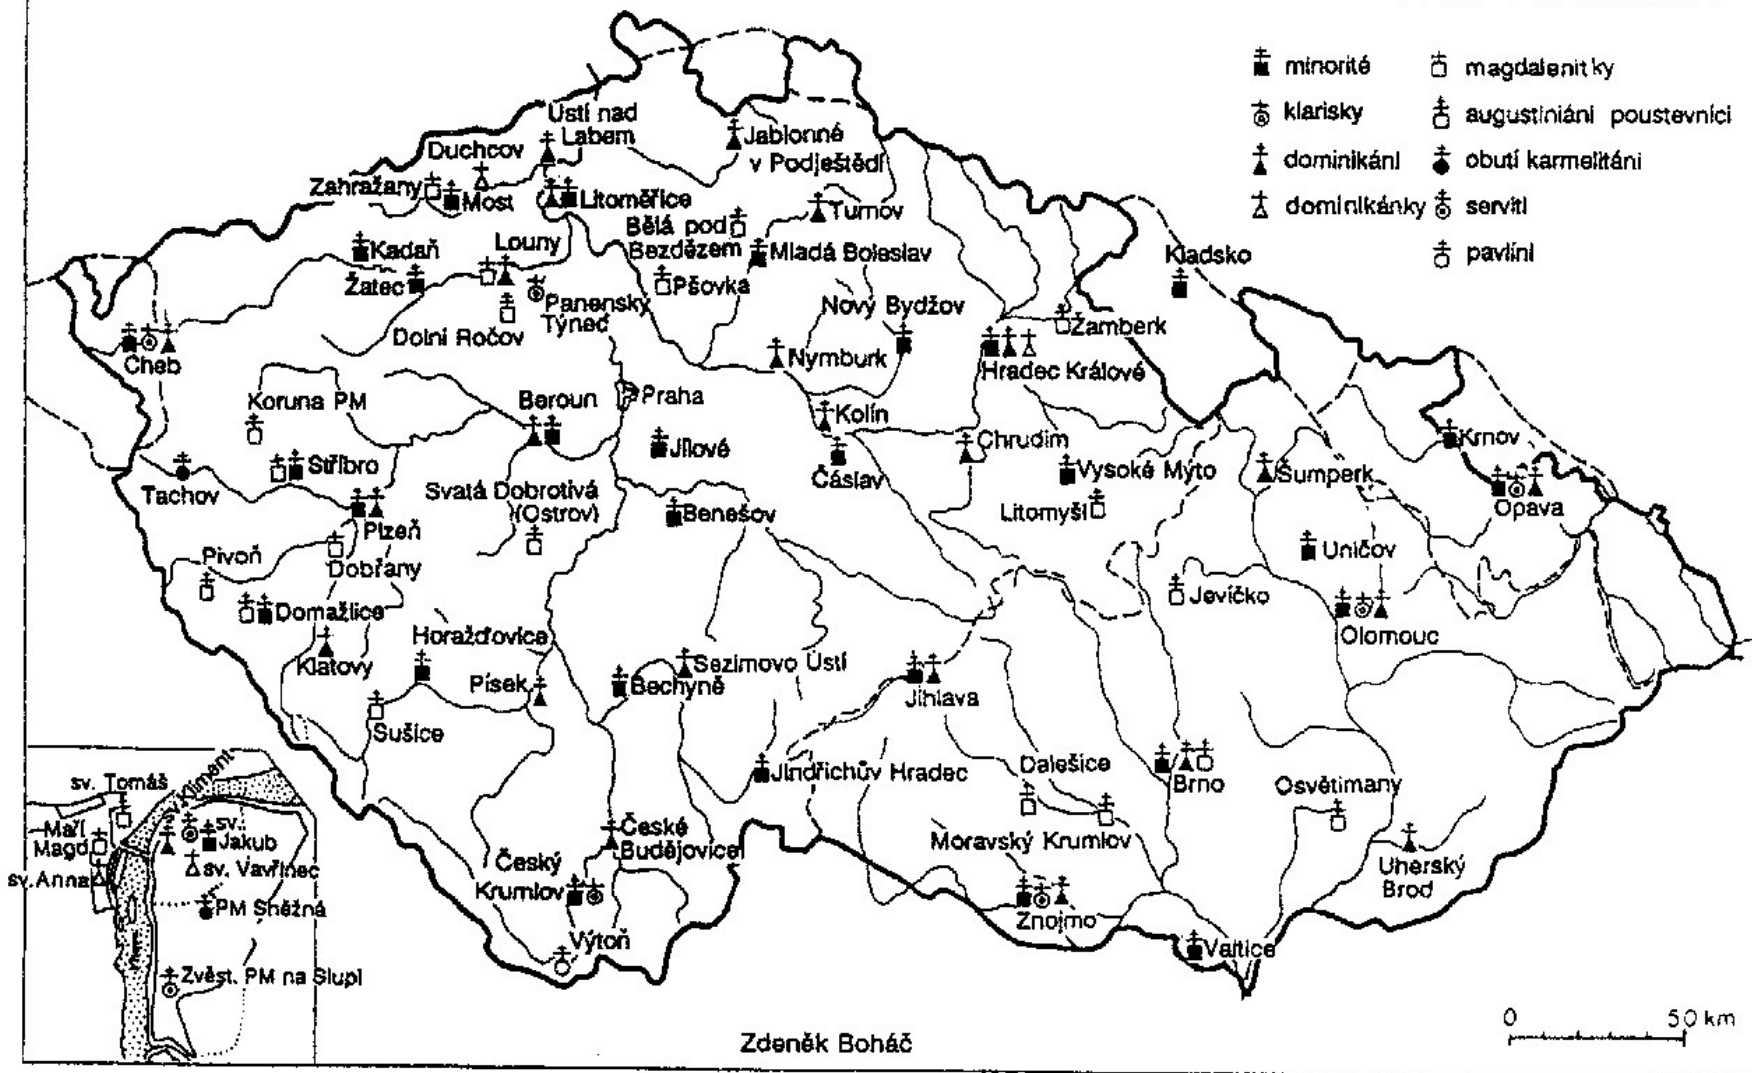 minorité
klarisky
dominikáni
dominikánky
magdalenitky
augustiniáni poustevníci
obutí karmelitáni
serviti
pavlíni
Ústí nad
Labem
Duchcov
Jablonné
v Podještědí
Zahražany
Most
Litoměřice
Turnov
Bělá pod
Bezdězem
Mladá Boleslav
Kadaň
Louny
Žatec
Pšovka
Panenský
Týnec
Dolní Ročov
Nový Bydžov
Kladsko
Žamberk
Cheb
Nymburk
Hradec Králové
Koruna PM
Beroun
Praha
Kolín
Krnov
Jílové
Chrudim
Čáslav
Vysoké Mýto
Šumperk
Stříbro
Tachov
Svatá Dobrotivá
(Ostrov)
Benešov
Litomyšl
Opava
Plzeň
Uničov
Pivoň
Dobřany
Jevíčko
Domažlice
Olomouc
Horažďovice
Klatovy
Sezimovo Ústí
Písek
Bechyně
Jihlava
Sušice
Jindřichův Hradec
Dalešice
Brno
Osvětimany
České
Budějovice
Moravský Krumlov
Český
Krumlov
Uherský
Brod
Znojmo
Výtoň
Valtice
sv. Tomáš
sv. Kliment
Maří
Magd.
sv.
Jakub
sv. Anna
sv. Vavřinec
PM Sněžná
Zvěst. PM na Slupi
Zdeněk Boháč
0 50 km